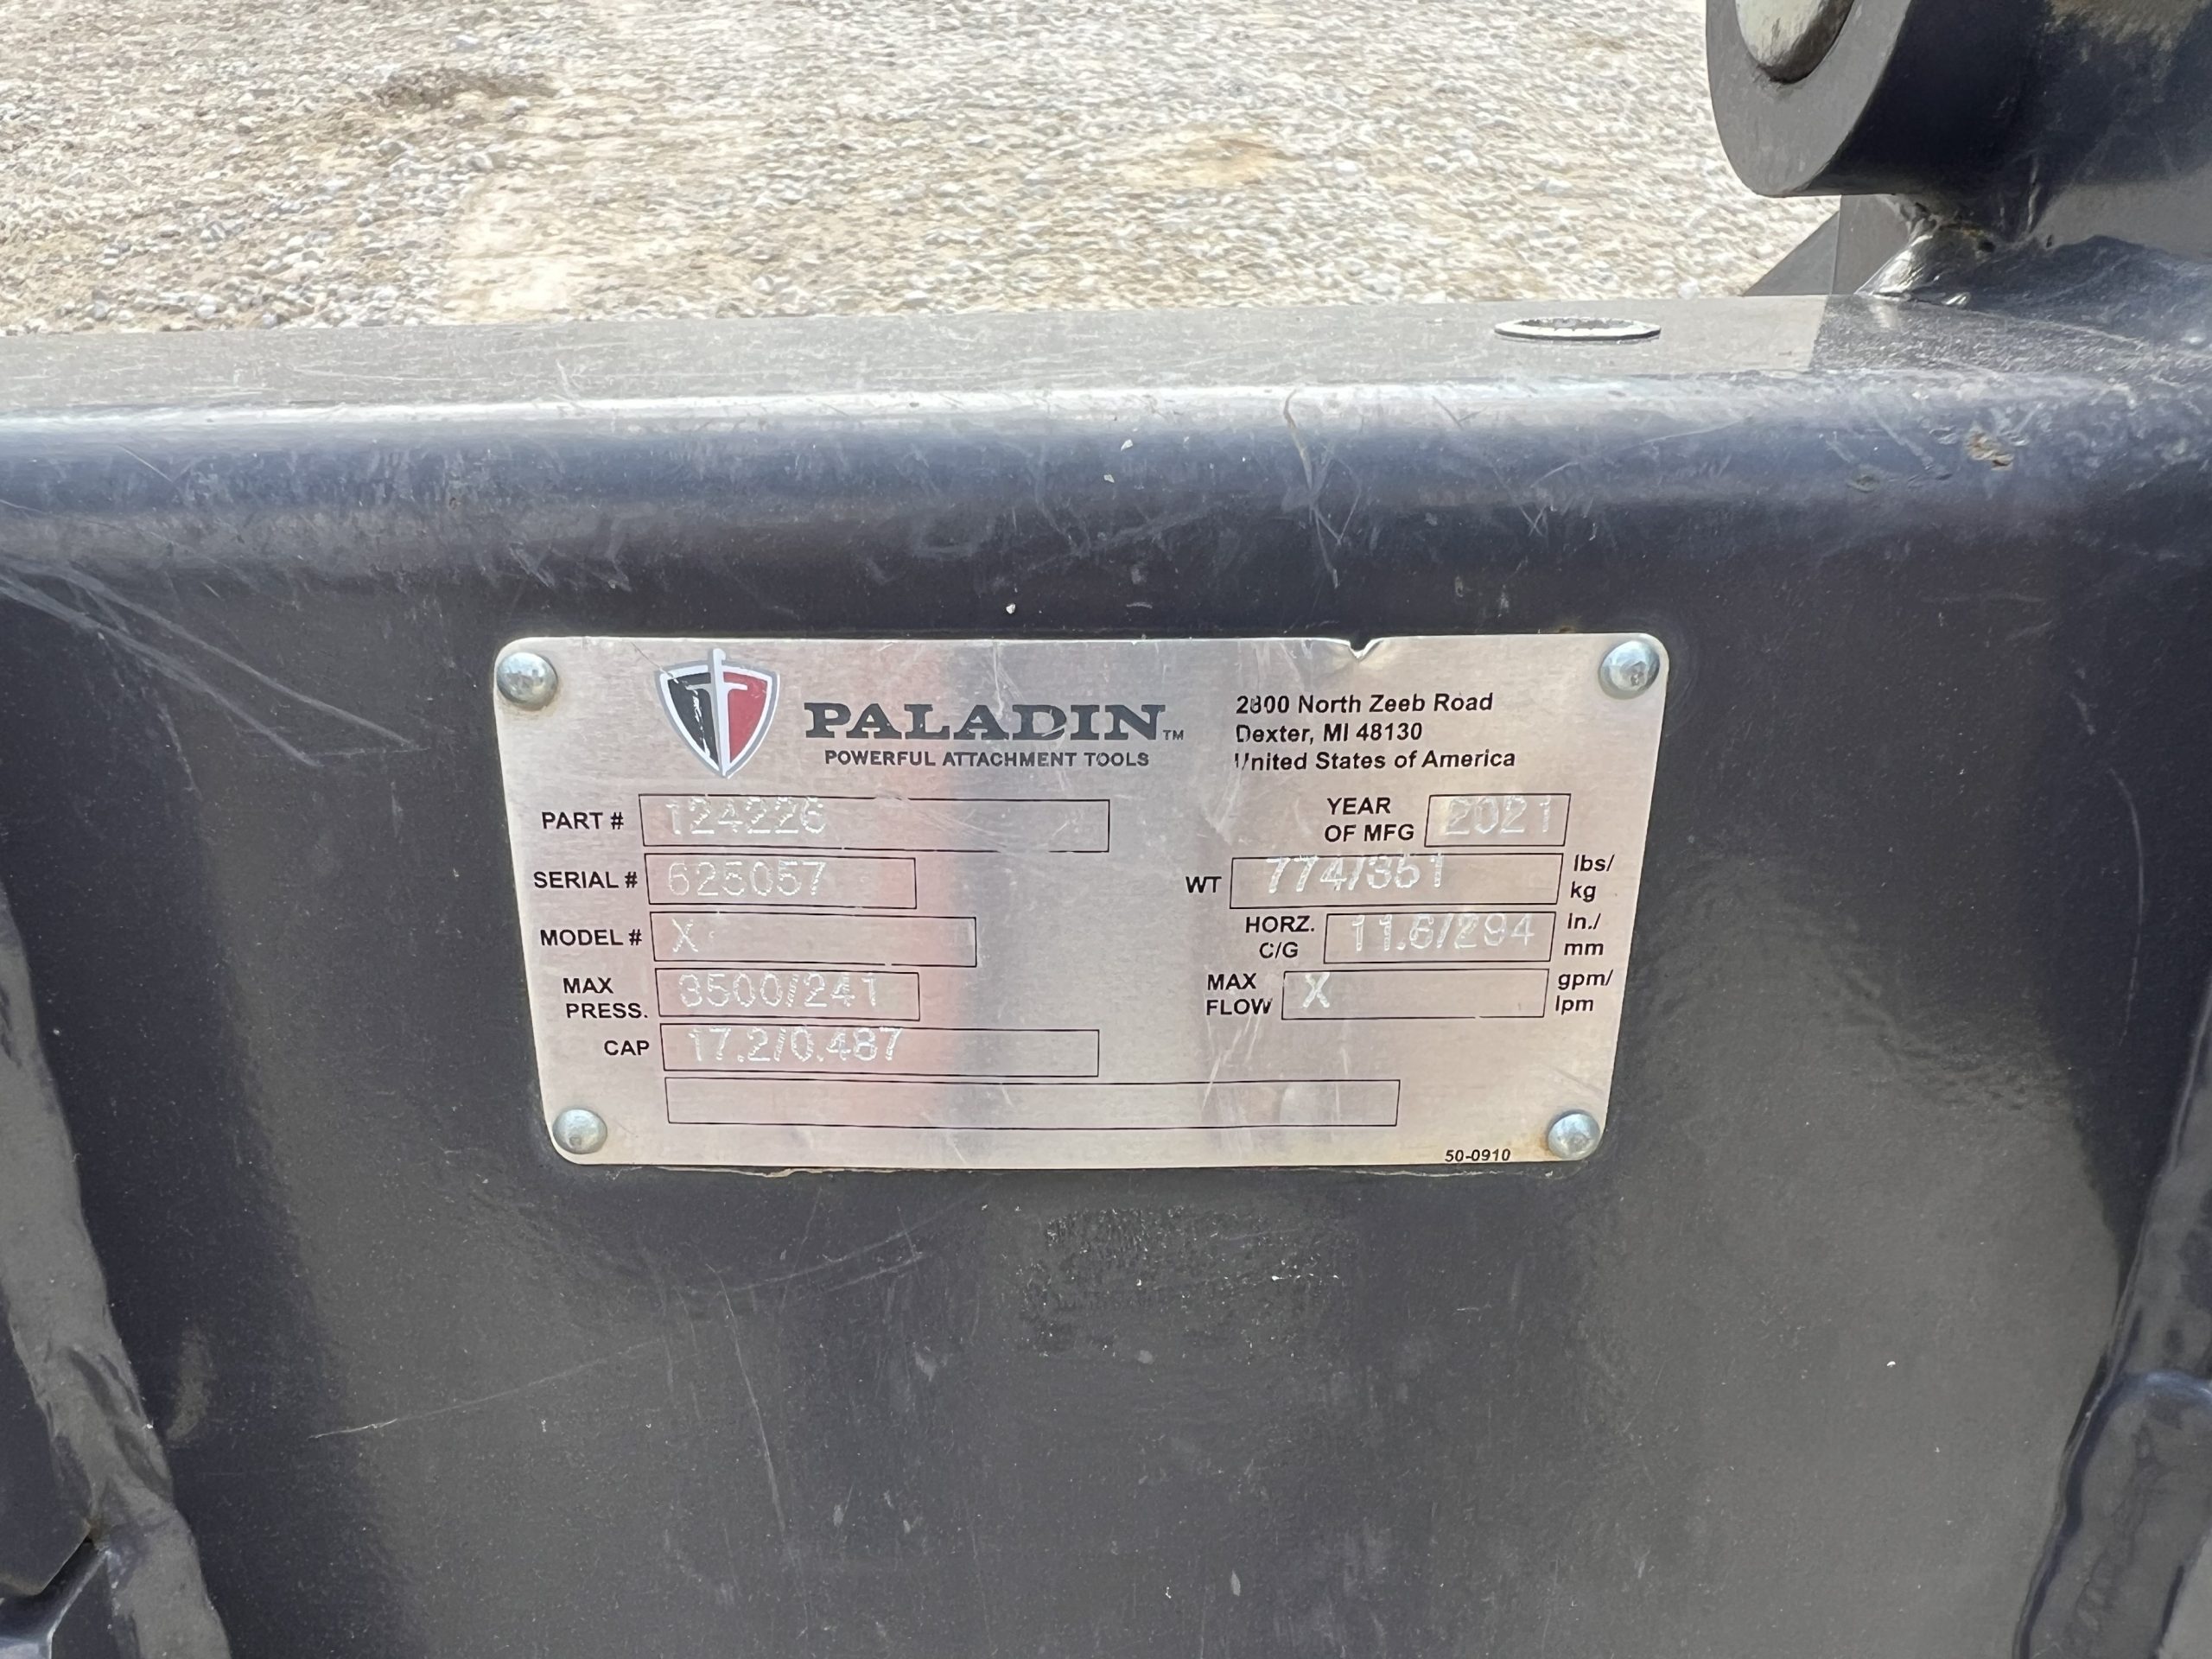 PALADIN™
POWERFUL ATTACHMENT TOOLS
2800 North Zeeb Road
Dexter, MI 48130
United States of America
PART # 124226
YEAR OF MFG 2021
SERIAL # 625057
WT 774/351 lbs/kg
MODEL # X
HORZ. C/G 11.6/294 in./mm
MAX PRESS. 3500/241
MAX FLOW X gpm/lpm
CAP 17.2/0.487
50-0910